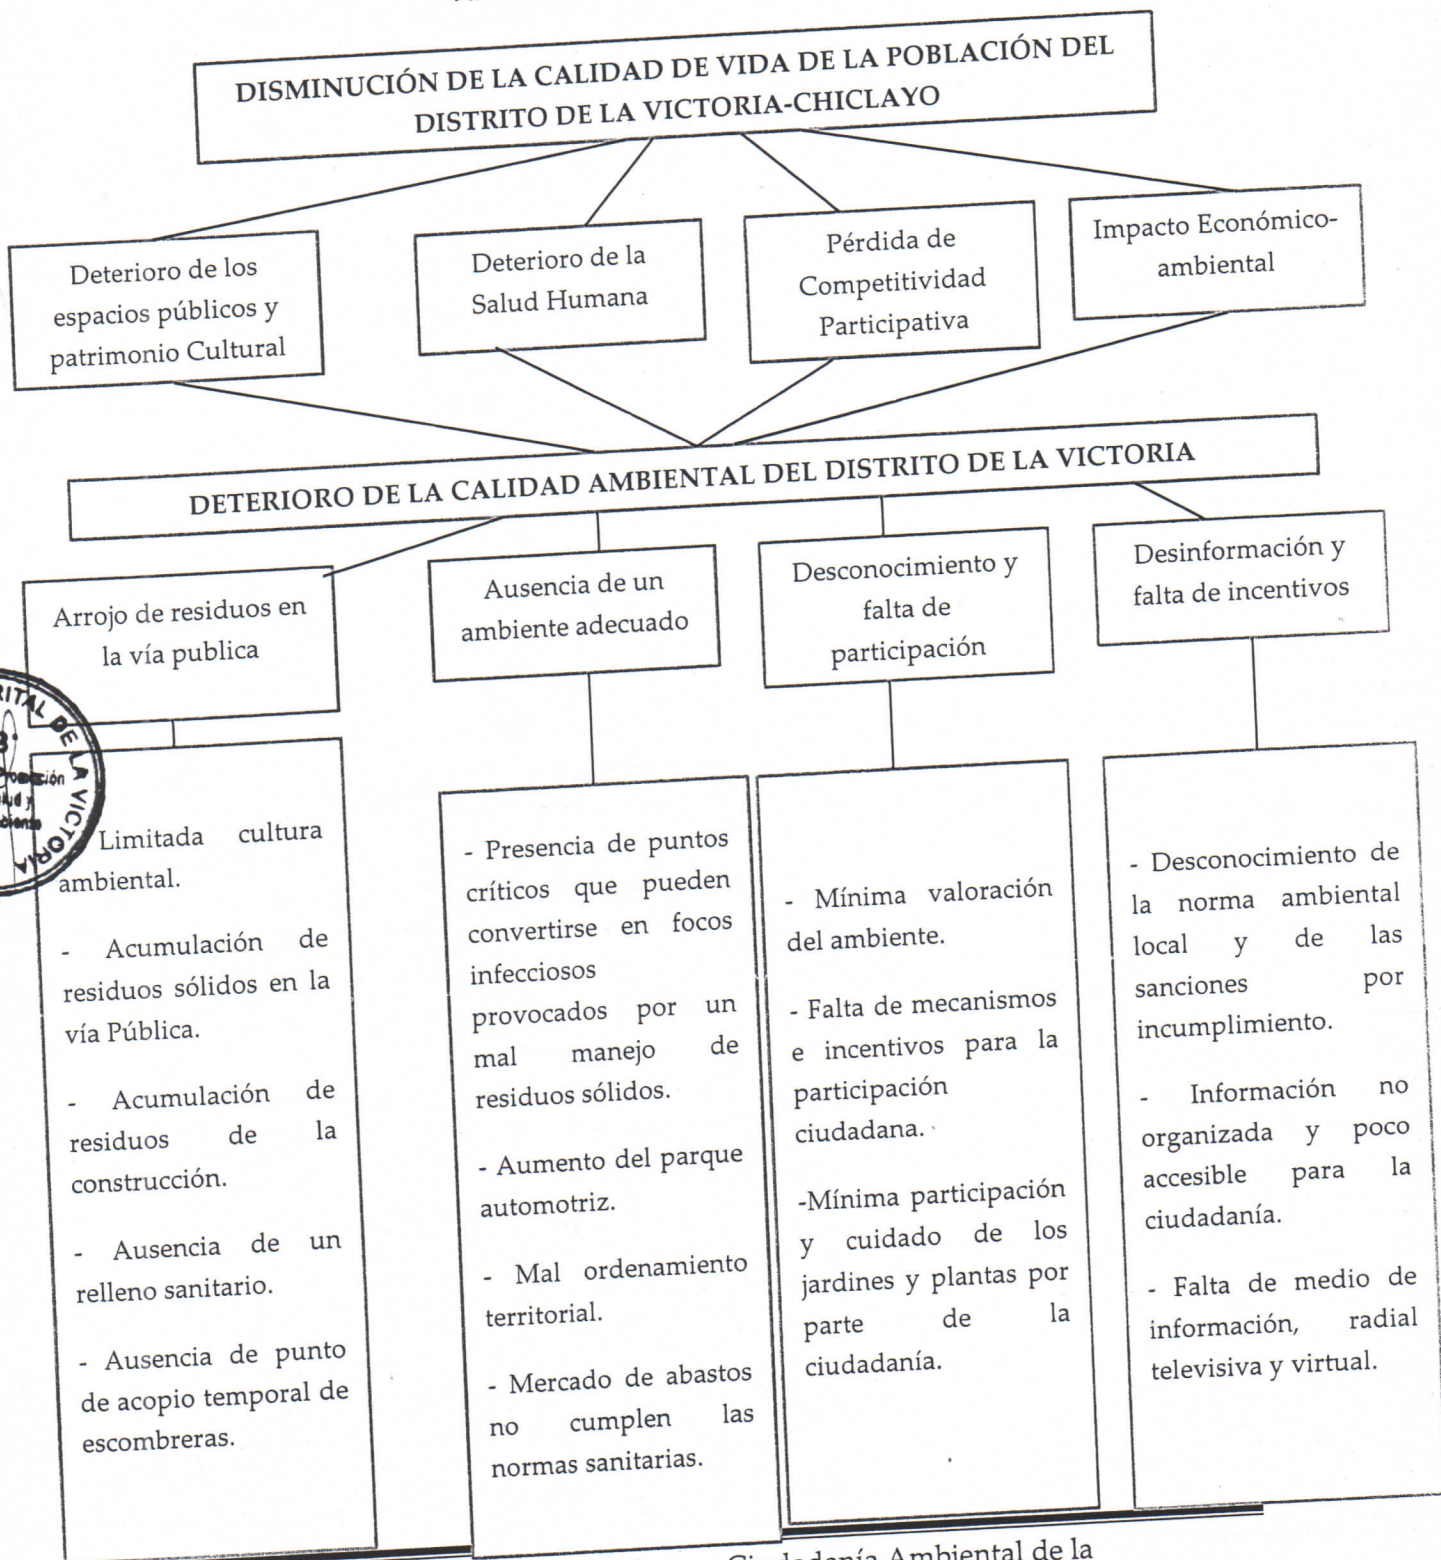 DISMINUCIÓN DE LA CALIDAD DE VIDA DE LA POBLACIÓN DEL
DISTRITO DE LA VICTORIA-CHICLAYO
Deterioro de los
espacios públicos y
patrimonio Cultural
Deterioro de la
Salud Humana
Pérdida de
Competitividad
Participativa
Impacto Económico-
ambiental
DETERIORO DE LA CALIDAD AMBIENTAL DEL DISTRITO DE LA VICTORIA
Arrojo de residuos en
la vía publica
Ausencia de un
ambiente adecuado
Desconocimiento y
falta de
participación
Desinformación y
falta de incentivos
Limitada cultura
ambiental.
- Acumulación de
residuos sólidos en la
vía Pública.
- Acumulación de
residuos de la
construcción.
- Ausencia de un
relleno sanitario.
- Ausencia de punto
de acopio temporal de
escombreras.
- Presencia de puntos
críticos que pueden
convertirse en focos
infecciosos
provocados por un
mal manejo de
residuos sólidos.
- Aumento del parque
automotriz.
- Mal ordenamiento
territorial.
- Mercado de abastos
no cumplen las
normas sanitarias.
- Mínima valoración
del ambiente.
- Falta de mecanismos
e incentivos para la
participación
ciudadana.
-Mínima participación
y cuidado de los
jardines y plantas por
parte de la
ciudadanía.
- Desconocimiento de
la norma ambiental
local y de las
sanciones por
incumplimiento.
- Información no
organizada y poco
accesible para la
ciudadanía.
- Falta de medio de
información, radial
televisiva y virtual.
DE LA VICTORIA
Ciudadanía Ambiental de la